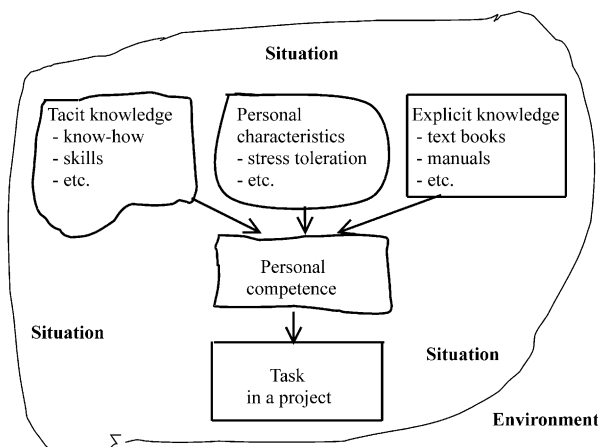 Situation
Tacit knowledge
- know-how
- skills
- etc.
Personal
characteristics
- stress toleration
- etc.
Explicit knowledge
- text books
- manuals
- etc.
Personal
competence
Situation
Situation
Task
in a project
Environment